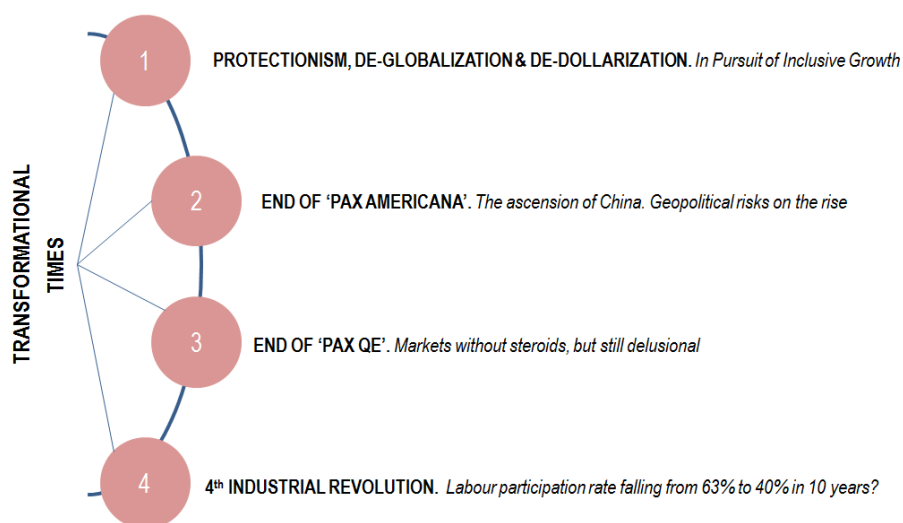 TRANSFORMATIONAL
TIMES
1
PROTECTIONISM, DE-GLOBALIZATION & DE-DOLLARIZATION. In Pursuit of Inclusive Growth
2
END OF ‘PAX AMERICANA’. The ascension of China. Geopolitical risks on the rise
3
END OF ‘PAX QE’. Markets without steroids, but still delusional
4
4th INDUSTRIAL REVOLUTION. Labour participation rate falling from 63% to 40% in 10 years?